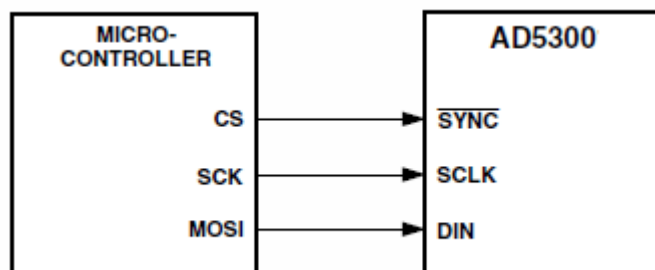 MICRO-
CONTROLLER
AD5300
CS
SYNC
SCK
SCLK
MOSI
DIN